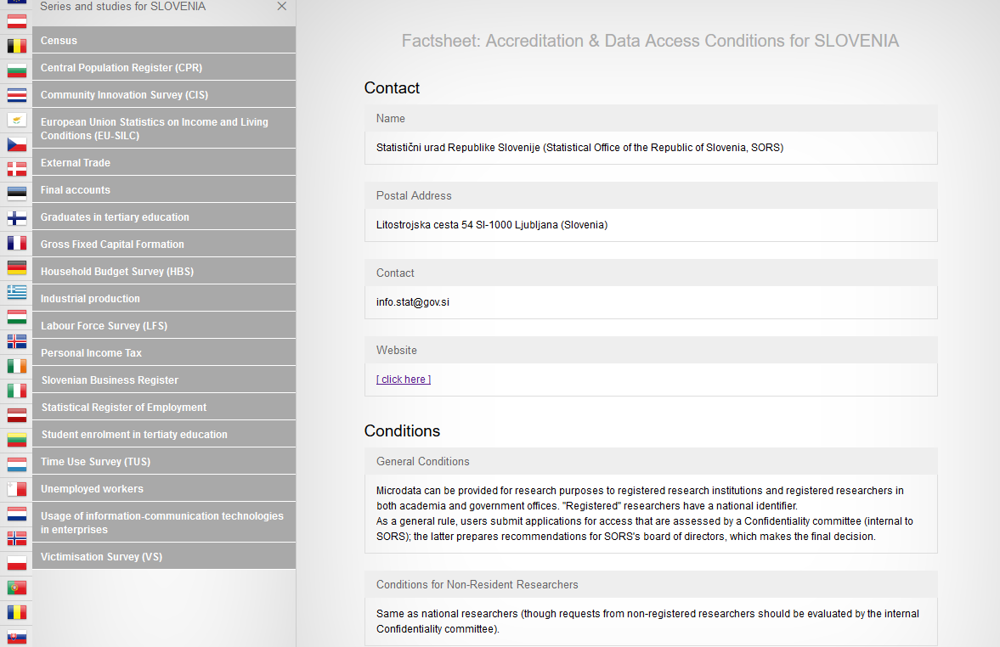 Series and studies for SLOVENIA
Census
Central Population Register (CPR)
Community Innovation Survey (CIS)
European Union Statistics on Income and Living
Conditions (EU-SILC)
External Trade
Final accounts
Graduates in tertiary education
Gross Fixed Capital Formation
Household Budget Survey (HBS)
Industrial production
Labour Force Survey (LFS)
Personal Income Tax
Slovenian Business Register
Statistical Register of Employment
Student enrolment in tertiaty education
Time Use Survey (TUS)
Unemployed workers
Usage of information-communication technologies
in enterprises
Victimisation Survey (VS)
Factsheet: Accreditation & Data Access Conditions for SLOVENIA
Contact
Name
Statistični urad Republike Slovenije (Statistical Office of the Republic of Slovenia, SORS)
Postal Address
Litostrojska cesta 54 SI-1000 Ljubljana (Slovenia)
Contact
info.stat@gov.si
Website
[ click here ]
Conditions
General Conditions
Microdata can be provided for research purposes to registered research institutions and registered researchers in
both academia and government offices. "Registered" researchers have a national identifier.
As a general rule, users submit applications for access that are assessed by a Confidentiality committee (internal to
SORS); the latter prepares recommendations for SORS's board of directors, which makes the final decision.
Conditions for Non-Resident Researchers
Same as national researchers (though requests from non-registered researchers should be evaluated by the internal
Confidentiality committee).